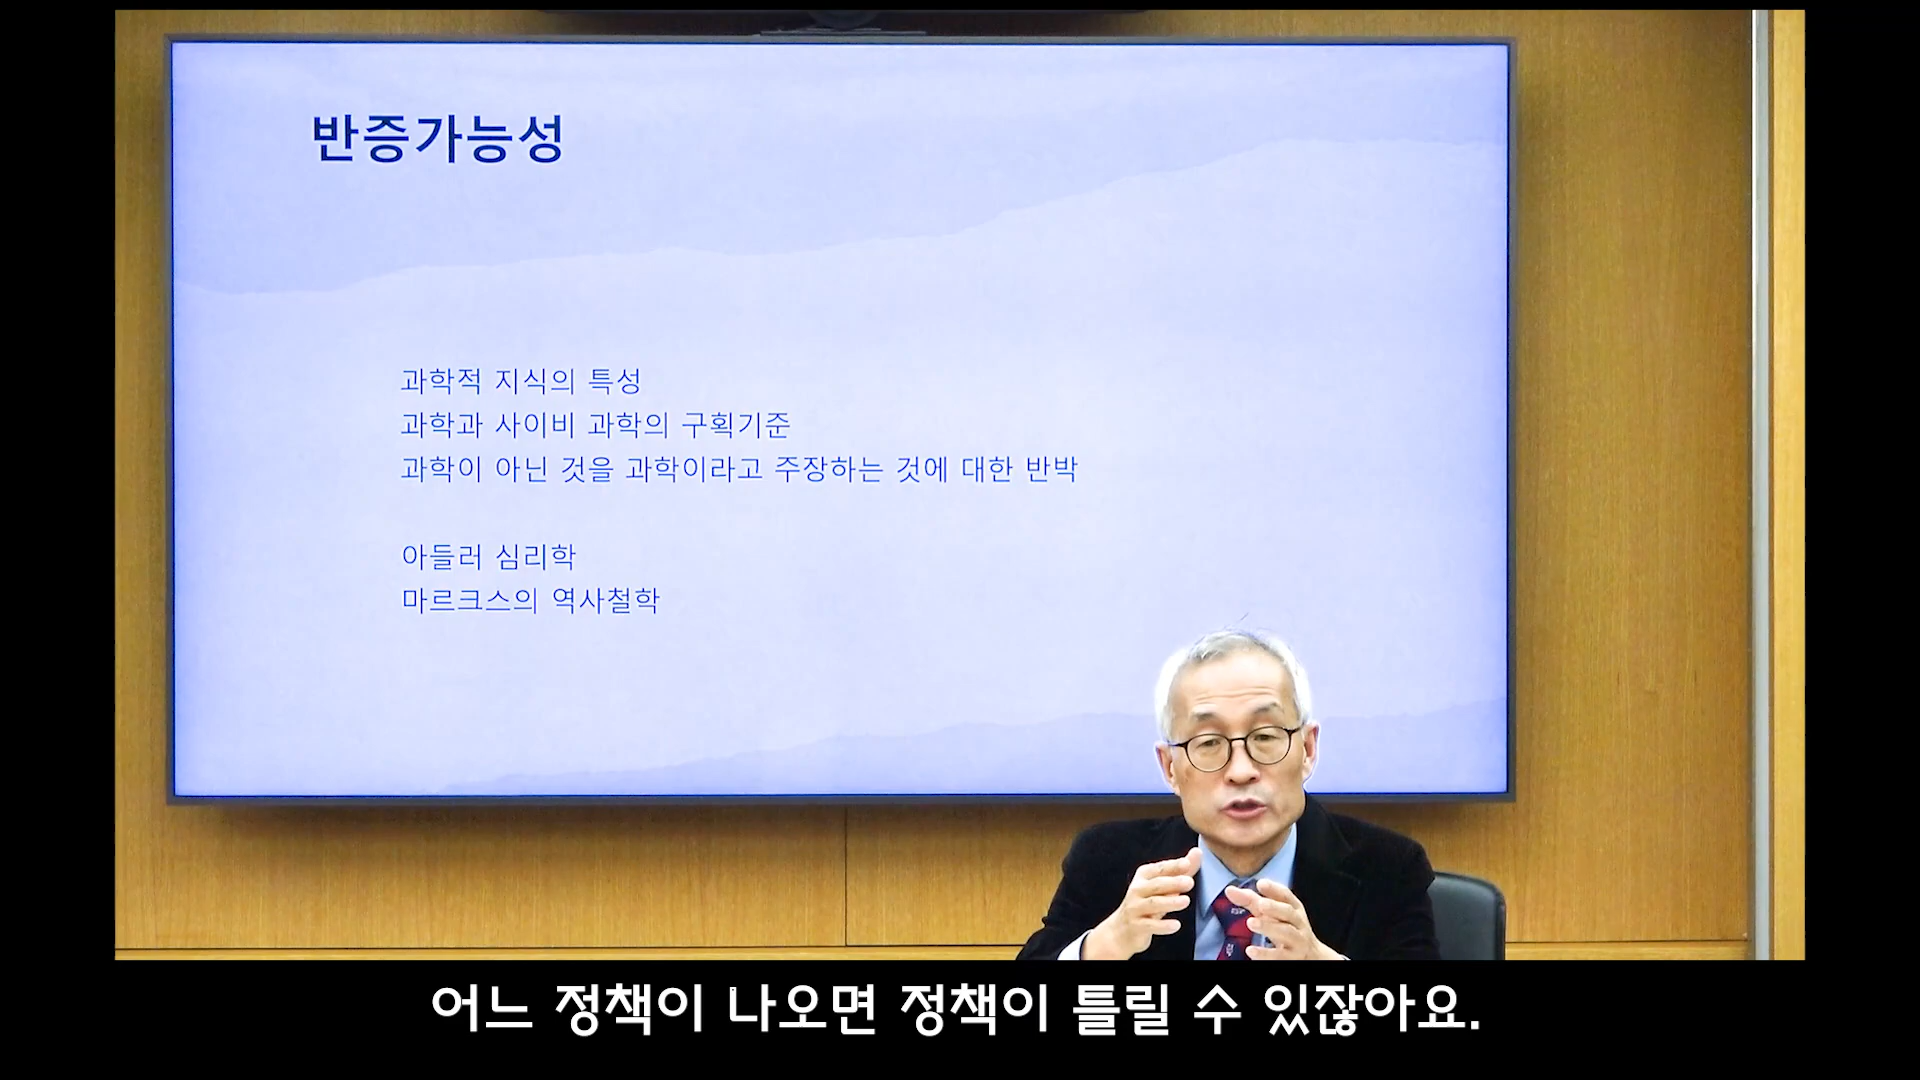 반증가능성
과학적 지식의 특성
과학과 사이비 과학의 구획기준
과학이 아닌 것을 과학이라고 주장하는 것에 대한 반박
아들러 심리학
마르크스의 역사철학
어느 정책이 나오면 정책이 틀릴 수 있잖아요.